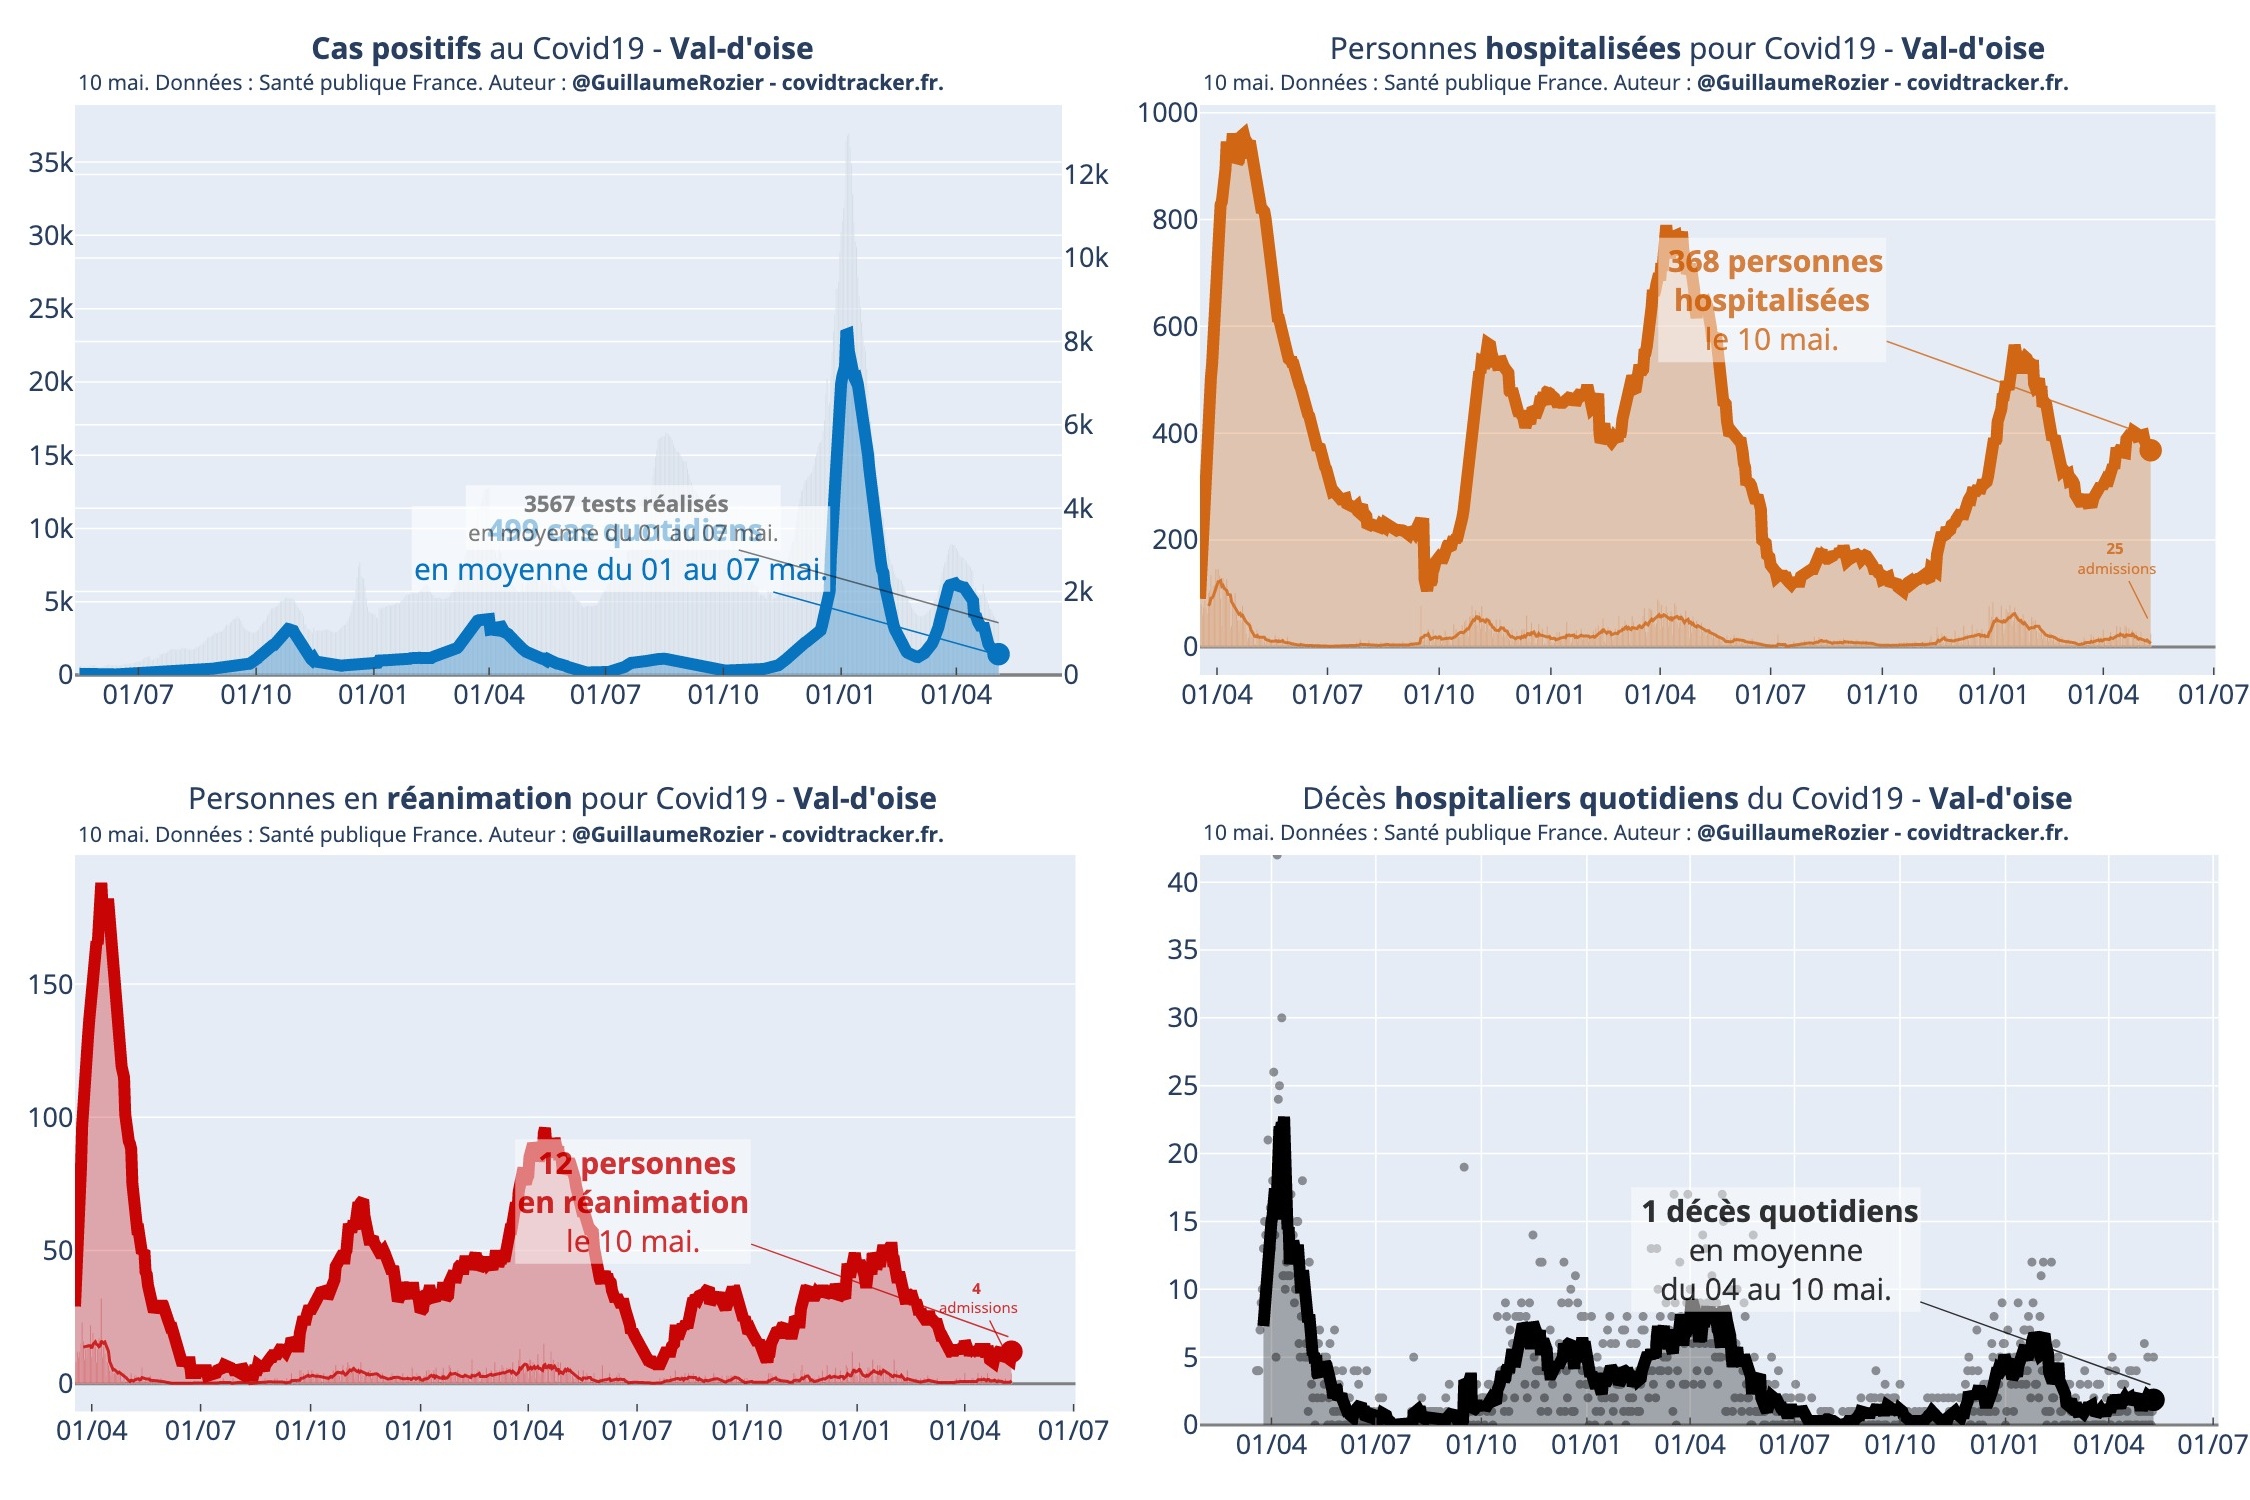 Cas positifs au Covid19 - Val-d'oise
10 mai. Données : Santé publique France. Auteur : @GuillaumeRozier - covidtracker.fr.
35k
30k
25k
20k
15k
10k
5k
0
12k
10k
8k
6k
4k
2k
0
3567 tests réalisés
en moyenne du 01 au 07 mai.
499 cas quotidiens
en moyenne du 01 au 07 mai.
01/07 01/10 01/01 01/04 01/07 01/10 01/01 01/04
Personnes hospitalisées pour Covid19 - Val-d'oise
10 mai. Données : Santé publique France. Auteur : @GuillaumeRozier - covidtracker.fr.
1000
800
600
400
200
0
368 personnes
hospitalisées
le 10 mai.
25
admissions
01/04 01/07 01/10 01/01 01/04 01/07 01/10 01/01 01/04 01/07
Personnes en réanimation pour Covid19 - Val-d'oise
10 mai. Données : Santé publique France. Auteur : @GuillaumeRozier - covidtracker.fr.
150
100
50
0
12 personnes
en réanimation
le 10 mai.
4
admissions
01/04 01/07 01/10 01/01 01/04 01/07 01/10 01/01 01/04 01/07
Décès hospitaliers quotidiens du Covid19 - Val-d'oise
10 mai. Données : Santé publique France. Auteur : @GuillaumeRozier - covidtracker.fr.
40
35
30
25
20
15
10
5
0
1 décès quotidiens
en moyenne
du 04 au 10 mai.
01/04 01/07 01/10 01/01 01/04 01/07 01/10 01/01 01/04 01/07